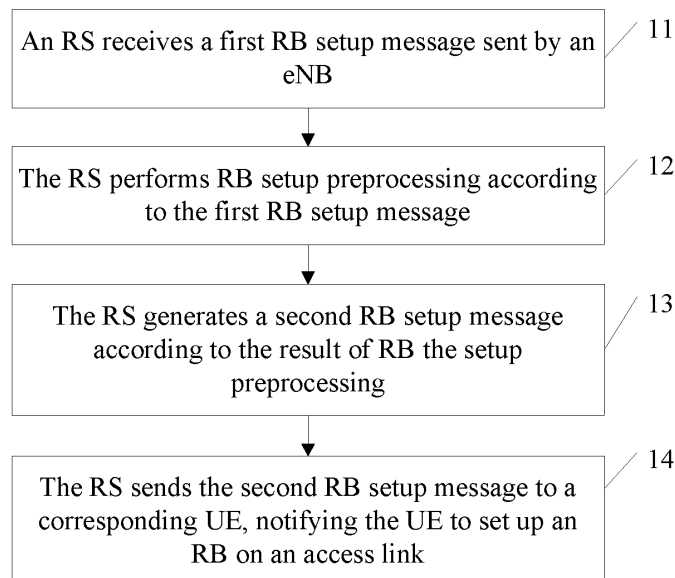 An RS receives a first RB setup message sent by an
eNB
11
The RS performs RB setup preprocessing according
to the first RB setup message
12
The RS generates a second RB setup message
according to the result of RB the setup
preprocessing
13
The RS sends the second RB setup message to a
corresponding UE, notifying the UE to set up an
RB on an access link
14